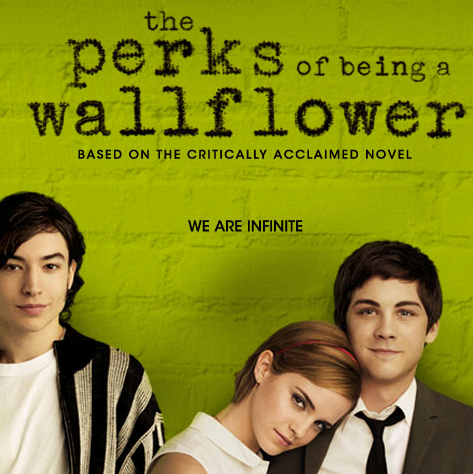 the
perks of being a
wallflower
BASED ON THE CRITICALLY ACCLAIMED NOVEL
WE ARE INFINITE